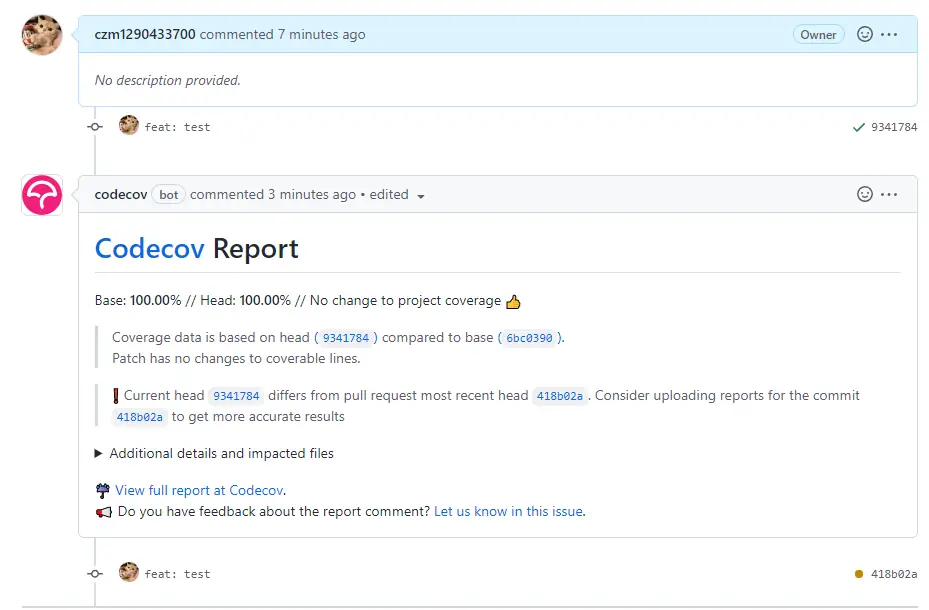 czm1290433700 commented 7 minutes ago Owner
No description provided.
feat: test 9341784
codecov bot commented 3 minutes ago • edited
Codecov Report
Base: 100.00% // Head: 100.00% // No change to project coverage 👍
Coverage data is based on head (9341784) compared to base (6bc0390).
Patch has no changes to coverable lines.
❗ Current head 9341784 differs from pull request most recent head 418b02a. Consider uploading reports for the commit
418b02a to get more accurate results
Additional details and impacted files
View full report at Codecov.
Do you have feedback about the report comment? Let us know in this issue.
feat: test 418b02a